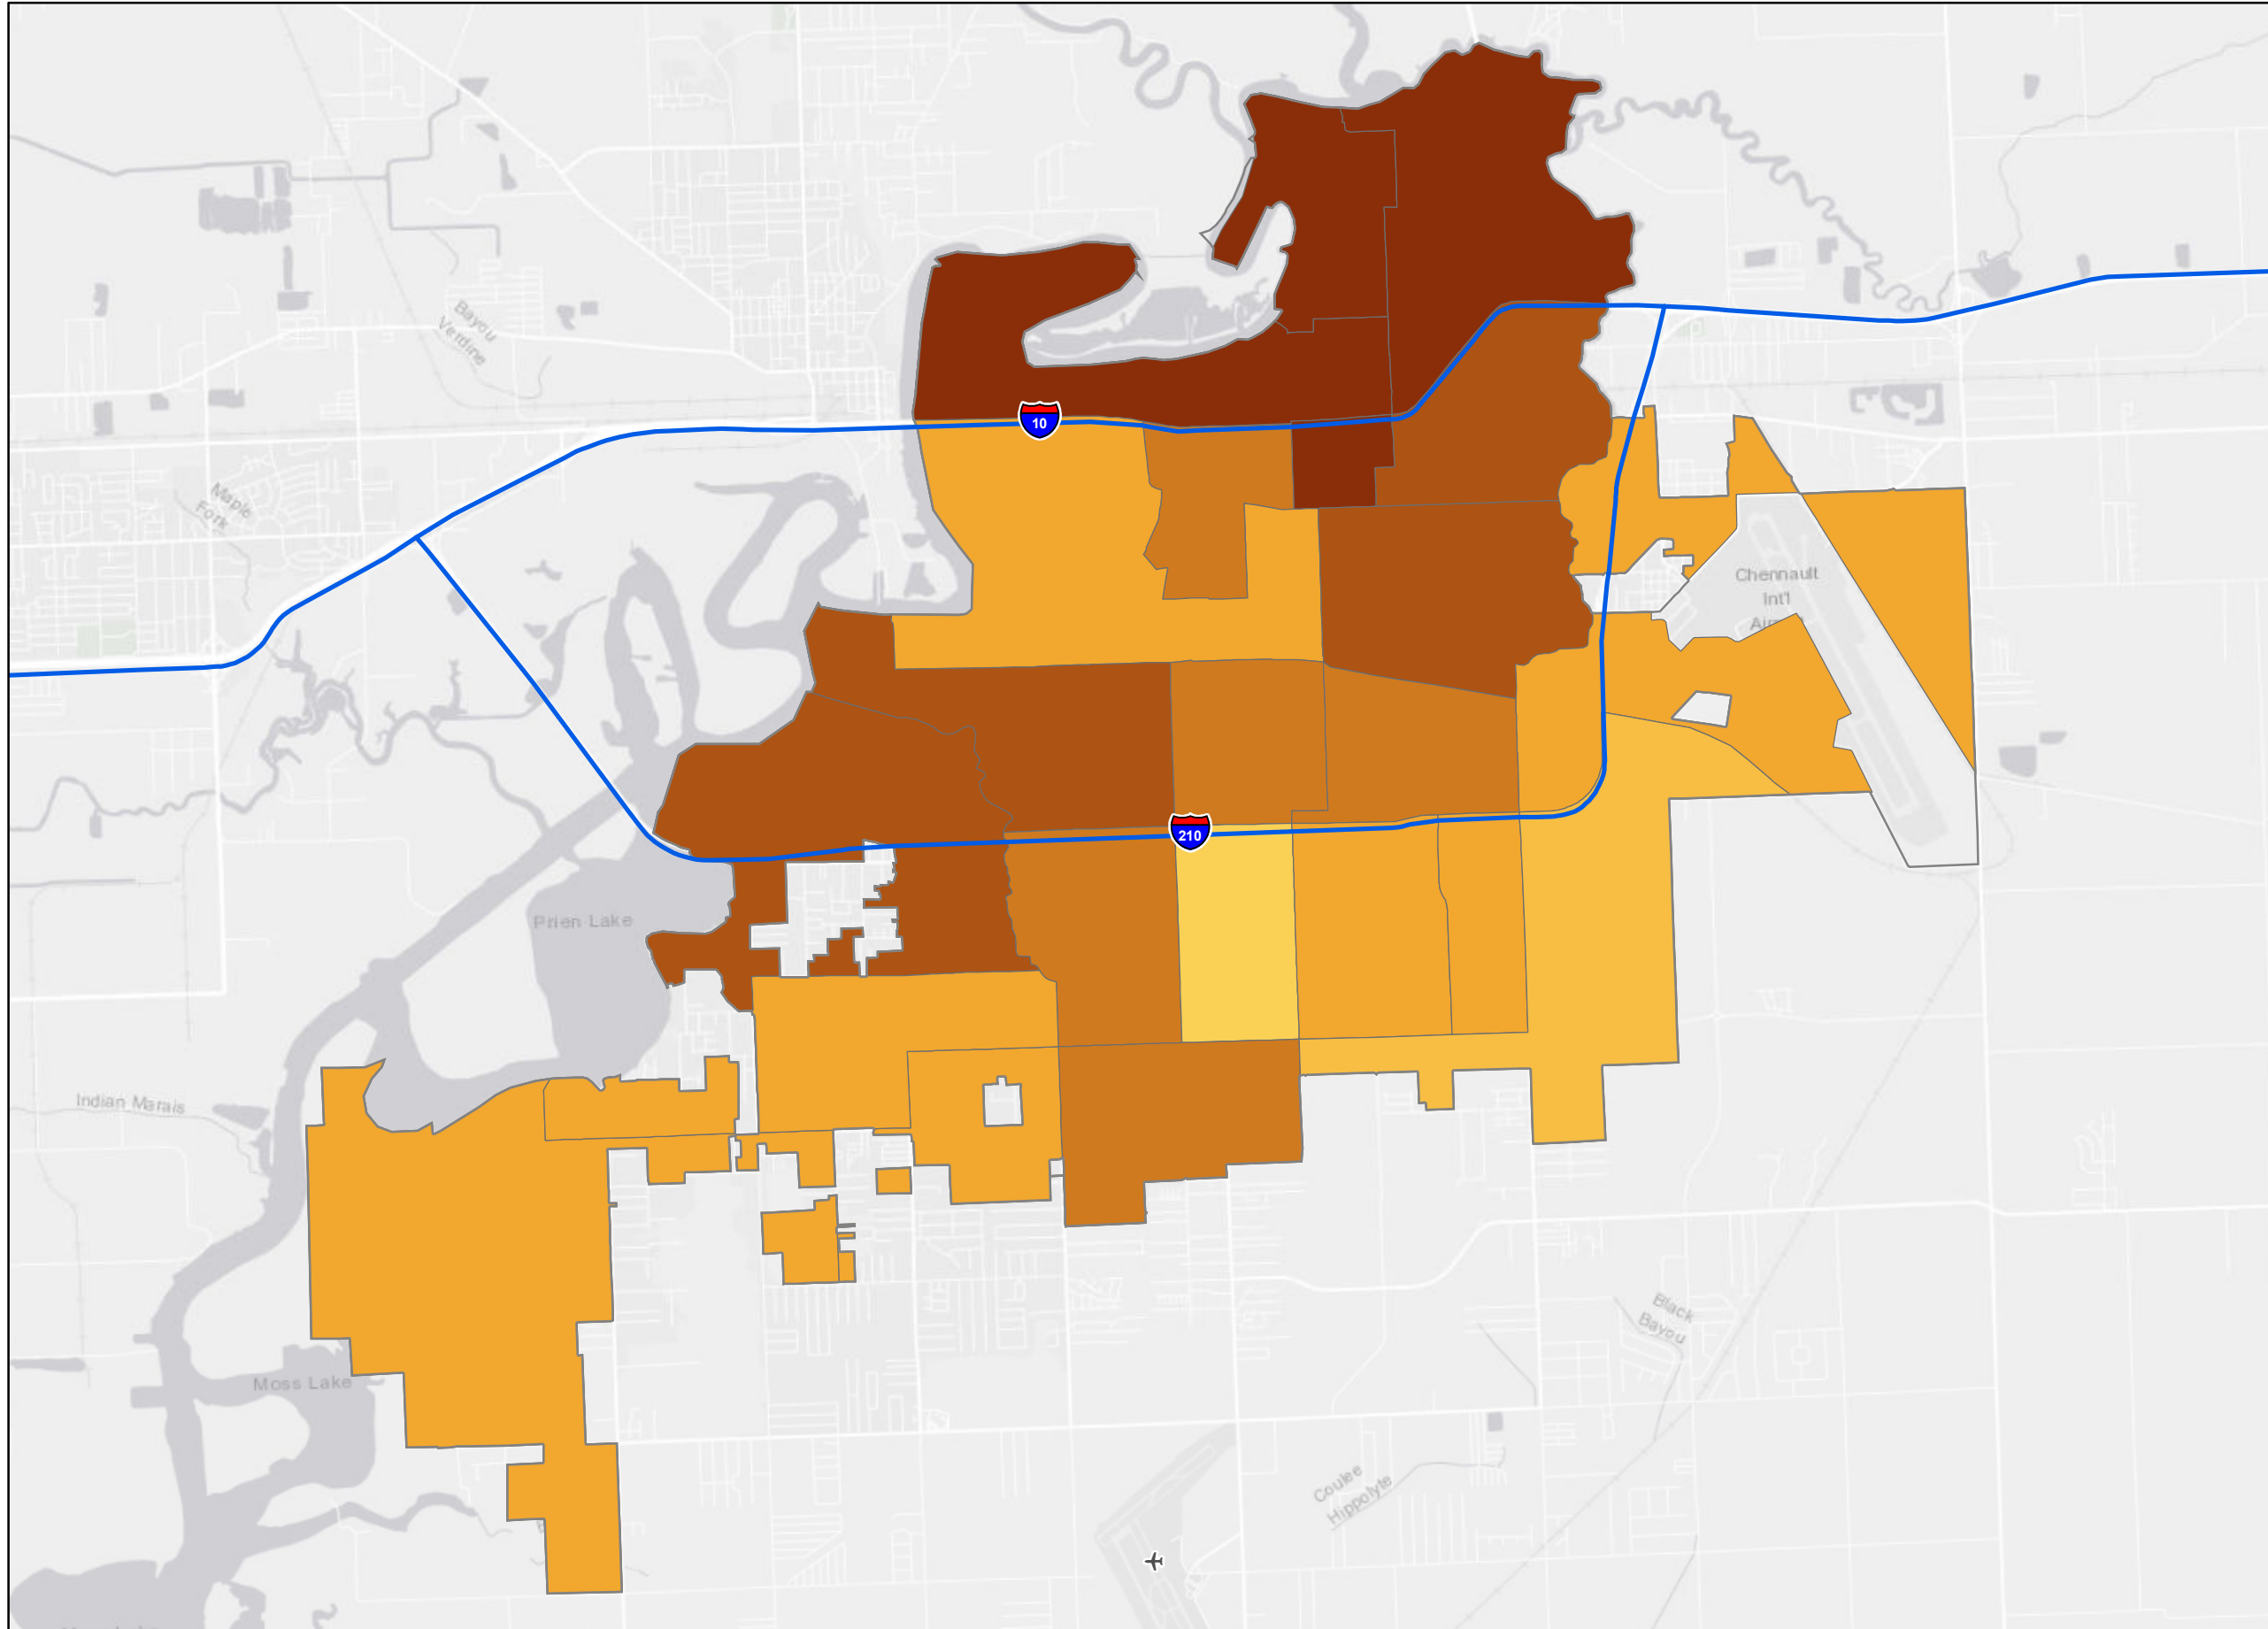 Bayou
Verdine
10
Maple
Fork
Chennault
Int'l
210
Prien Lake
Indian Marais
Black
Bayou
Moss Lake
Coulee
Hippolyte